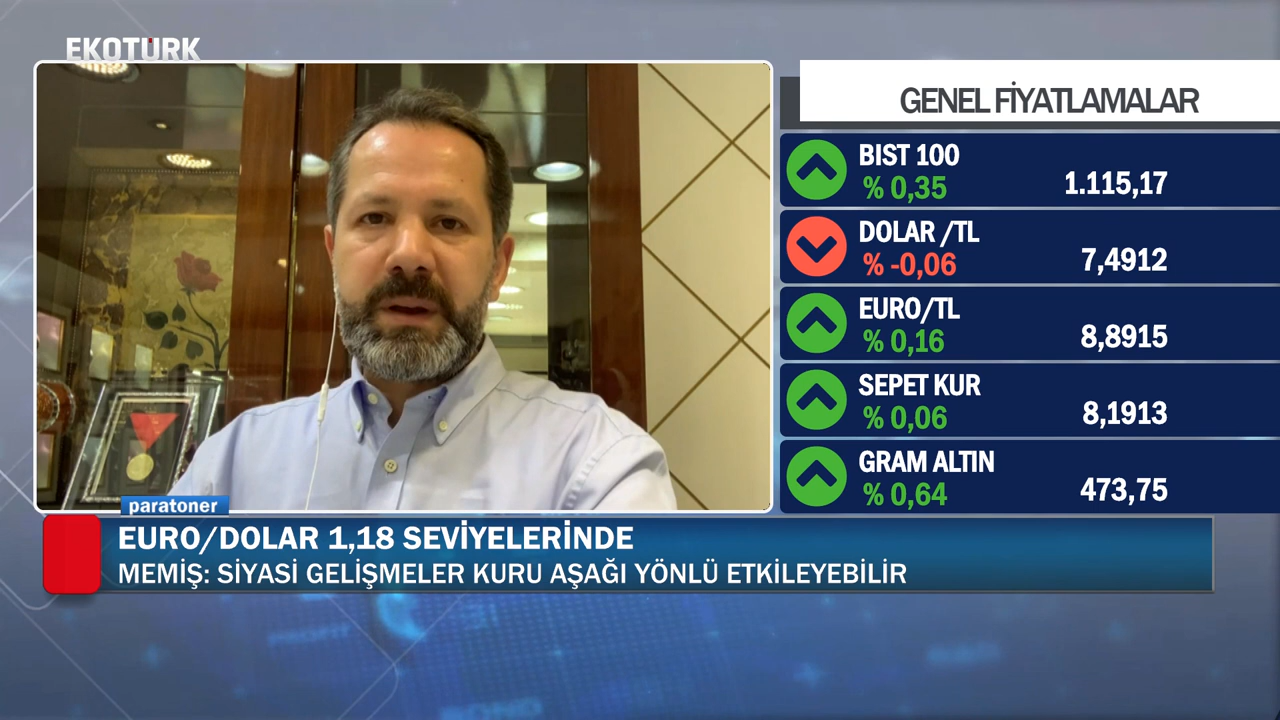 EKOTÜRK
GENEL FİYATLAMALAR
BIST 100
% 0,35
1.115,17
DOLAR /TL
% -0,06
7,4912
EURO/TL
% 0,16
8,8915
SEPET KUR
% 0,06
8,1913
GRAM ALTIN
% 0,64
473,75
paratoner
EURO/DOLAR 1,18 SEVİYELERİNDE
MEMİŞ: SİYASİ GELİŞMELER KURU AŞAĞI YÖNLÜ ETKİLEYEBİLİR